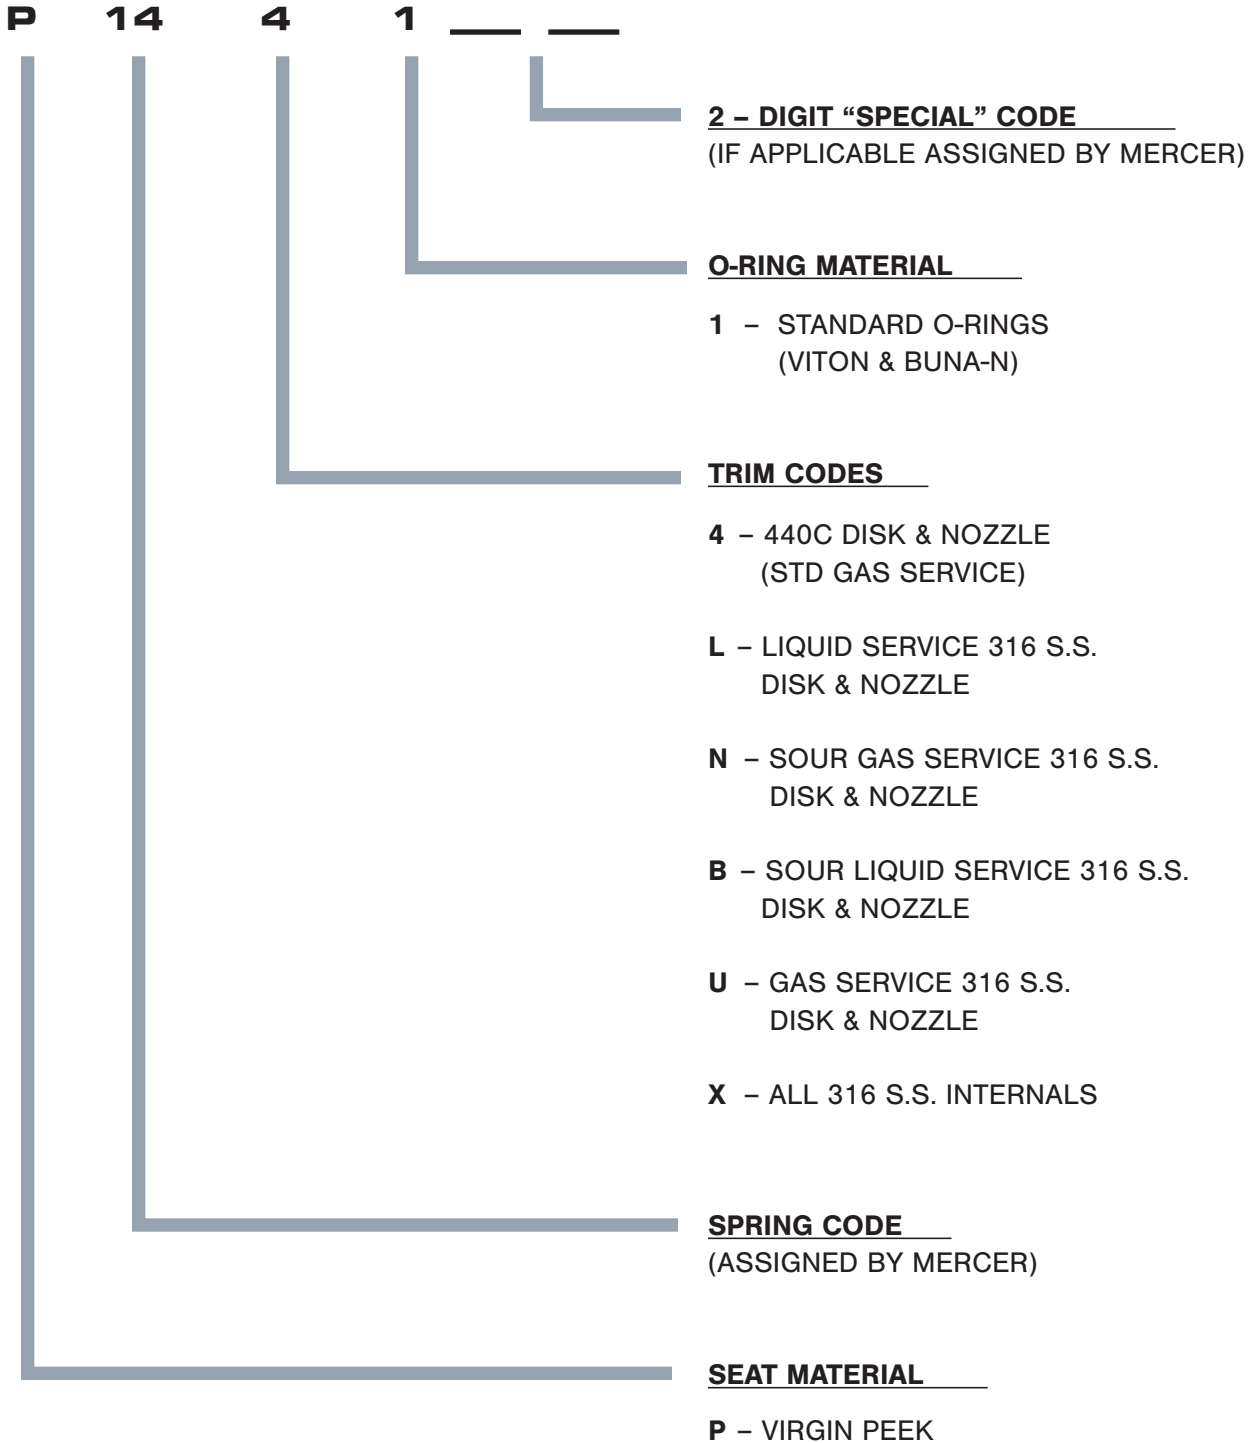 P 14 4 1 ___ ___
2 – DIGIT “SPECIAL” CODE
(IF APPLICABLE ASSIGNED BY MERCER)
O-RING MATERIAL
1 – STANDARD O-RINGS
(VITON & BUNA-N)
TRIM CODES
4 – 440C DISK & NOZZLE
(STD GAS SERVICE)
L – LIQUID SERVICE 316 S.S.
DISK & NOZZLE
N – SOUR GAS SERVICE 316 S.S.
DISK & NOZZLE
B – SOUR LIQUID SERVICE 316 S.S.
DISK & NOZZLE
U – GAS SERVICE 316 S.S.
DISK & NOZZLE
X – ALL 316 S.S. INTERNALS
SPRING CODE
(ASSIGNED BY MERCER)
SEAT MATERIAL
P – VIRGIN PEEK